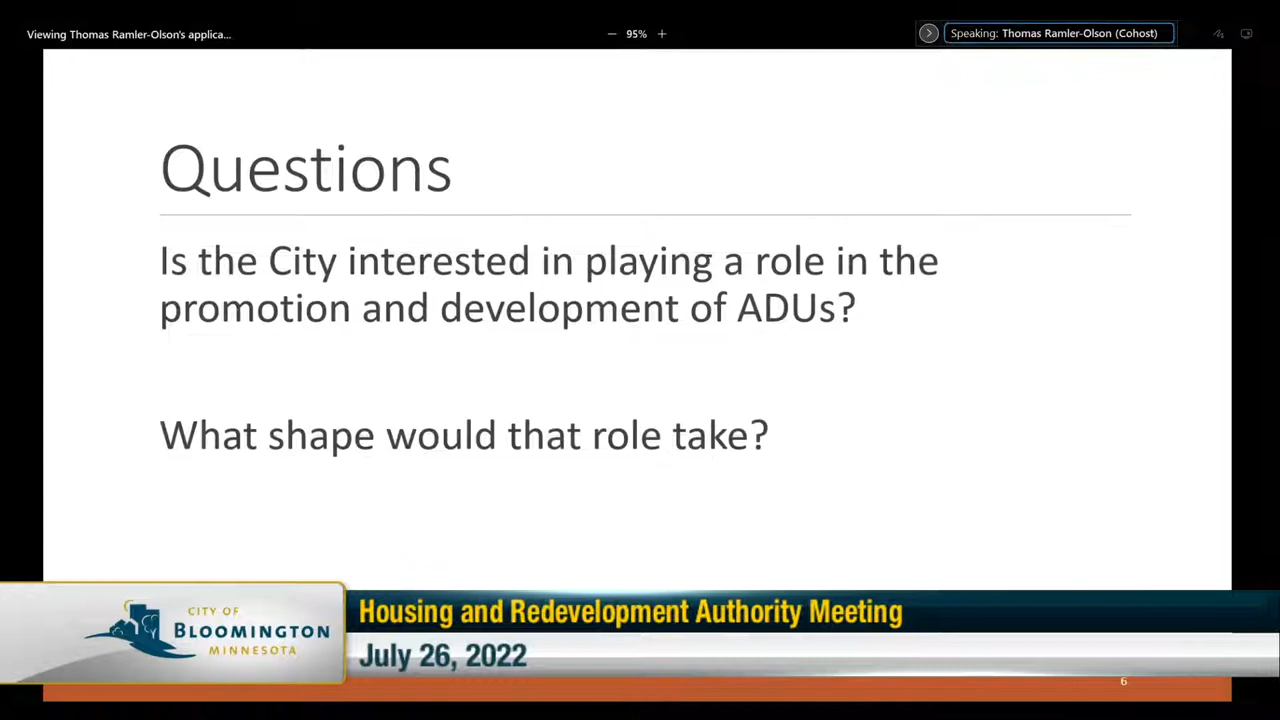 Viewing Thomas Ramler-Olson's applica...
95%
Speaking: Thomas Ramler-Olson (Cohost)
Questions
Is the City interested in playing a role in the
promotion and development of ADUs?
What shape would that role take?
CITY OF
BLOOMINGTON
MINNESOTA
Housing and Redevelopment Authority Meeting
July 26, 2022
6